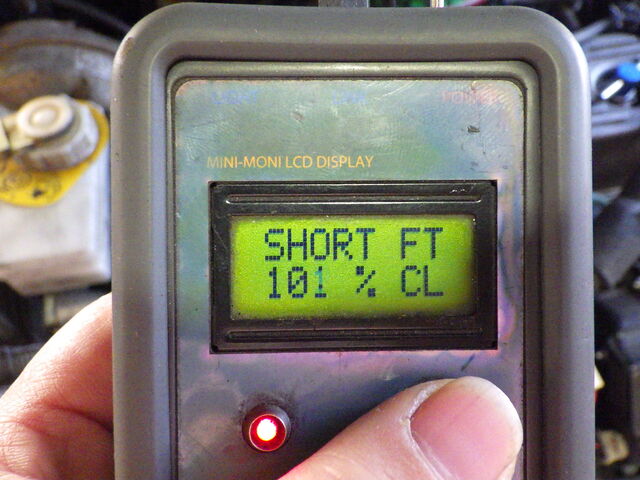 MINI-MONI LCD DISPLAY
SHORT FT
101 % CL